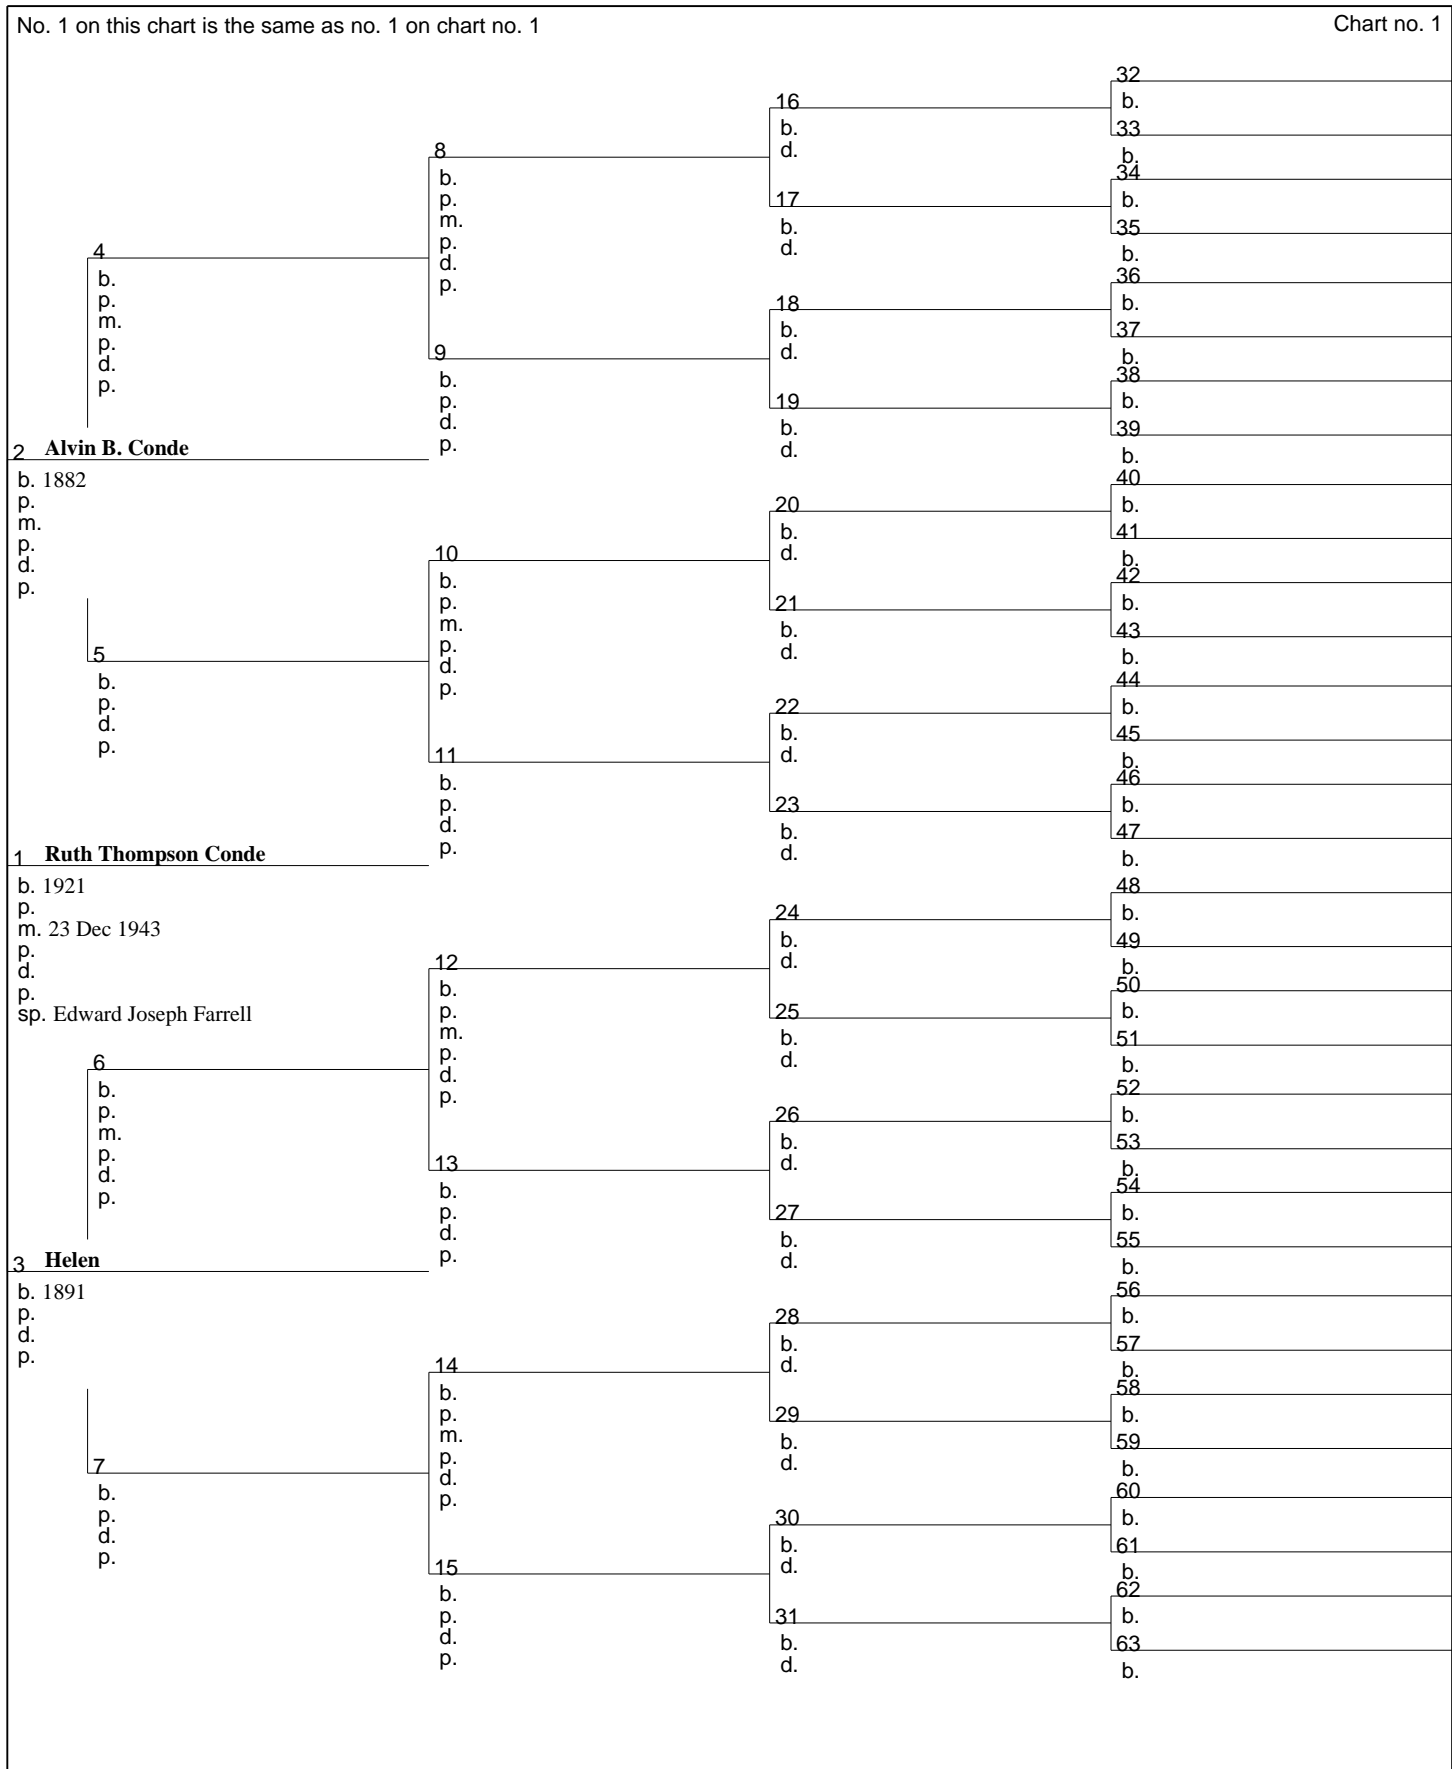 No. 1 on this chart is the same as no. 1 on chart no. 1
Chart no. 1
2 Alvin B. Conde
b. 1882
p.
m.
p.
d.
p.
1 Ruth Thompson Conde
b. 1921
p.
m. 23 Dec 1943
p.
d.
p.
sp. Edward Joseph Farrell
3 Helen
b. 1891
p.
d.
p.
4
b.
p.
m.
p.
d.
p.
5
b.
p.
d.
p.
6
b.
p.
m.
p.
d.
p.
7
b.
p.
d.
p.
8
b.
p.
m.
p.
d.
p.
9
b.
p.
d.
p.
10
b.
p.
m.
p.
d.
p.
11
b.
p.
d.
p.
12
b.
p.
m.
p.
d.
p.
13
b.
p.
d.
p.
14
b.
p.
m.
p.
d.
p.
15
b.
p.
d.
p.
16
b.
d.
17
b.
d.
18
b.
d.
19
b.
d.
20
b.
d.
21
b.
d.
22
b.
d.
23
b.
d.
24
b.
d.
25
b.
d.
26
b.
d.
27
b.
d.
28
b.
d.
29
b.
d.
30
b.
d.
31
b.
d.
32
b.
33
b.
34
b.
35
b.
36
b.
37
b.
38
b.
39
b.
40
b.
41
b.
42
b.
43
b.
44
b.
45
b.
46
b.
47
b.
48
b.
49
b.
50
b.
51
b.
52
b.
53
b.
54
b.
55
b.
56
b.
57
b.
58
b.
59
b.
60
b.
61
b.
62
b.
63
b.